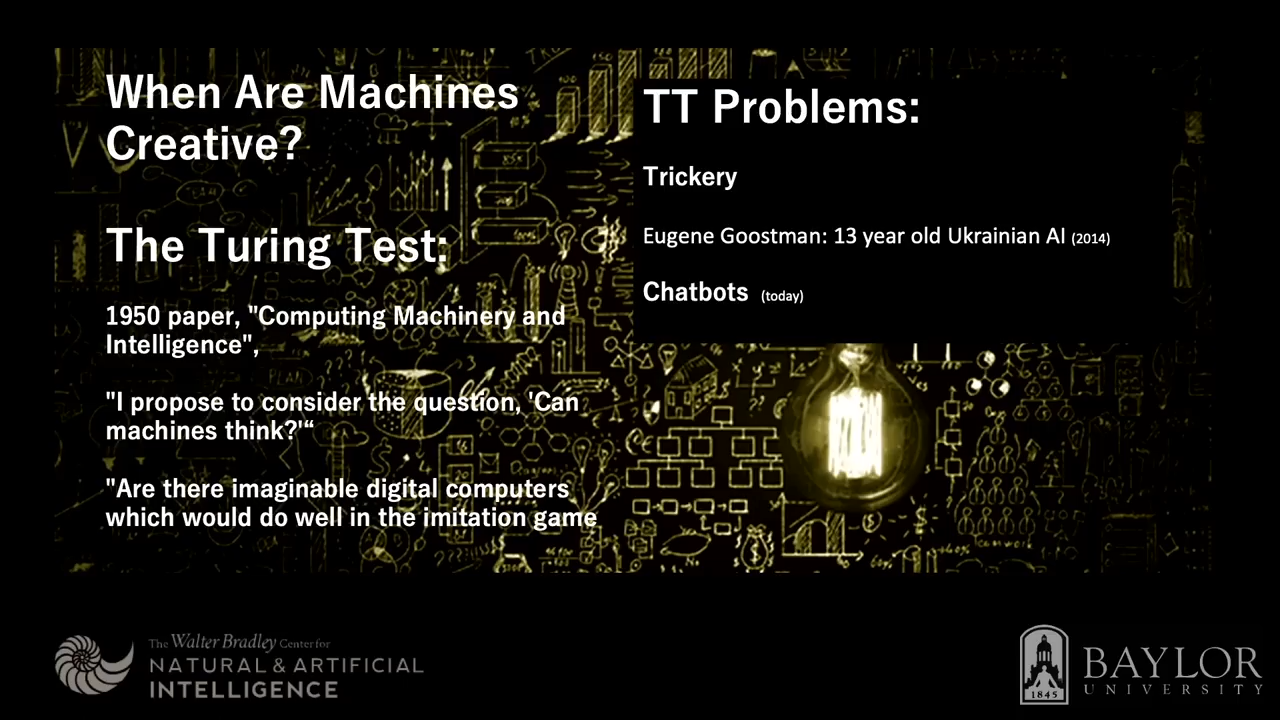 When Are Machines
Creative?
The Turing Test:
1950 paper, "Computing Machinery and
Intelligence",
"I propose to consider the question, 'Can
machines think?'“
"Are there imaginable digital computers
which would do well in the imitation game
TT Problems:
Trickery
Eugene Goostman: 13 year old Ukrainian AI (2014)
Chatbots (today)
The Walter Bradley Center for
NATURAL & ARTIFICIAL
INTELLIGENCE
1845
BAYLOR
UNIVERSITY